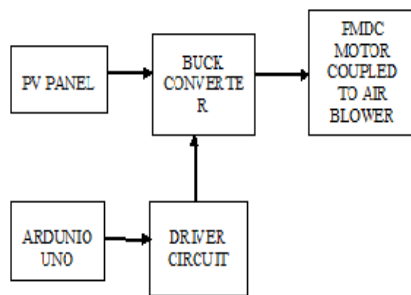 PV PANEL
BUCK
CONVERTE
R
PMDC
MOTOR
COUPLED
TO AIR
BLOWER
ARDUNIO
UNO
DRIVER
CIRCUIT